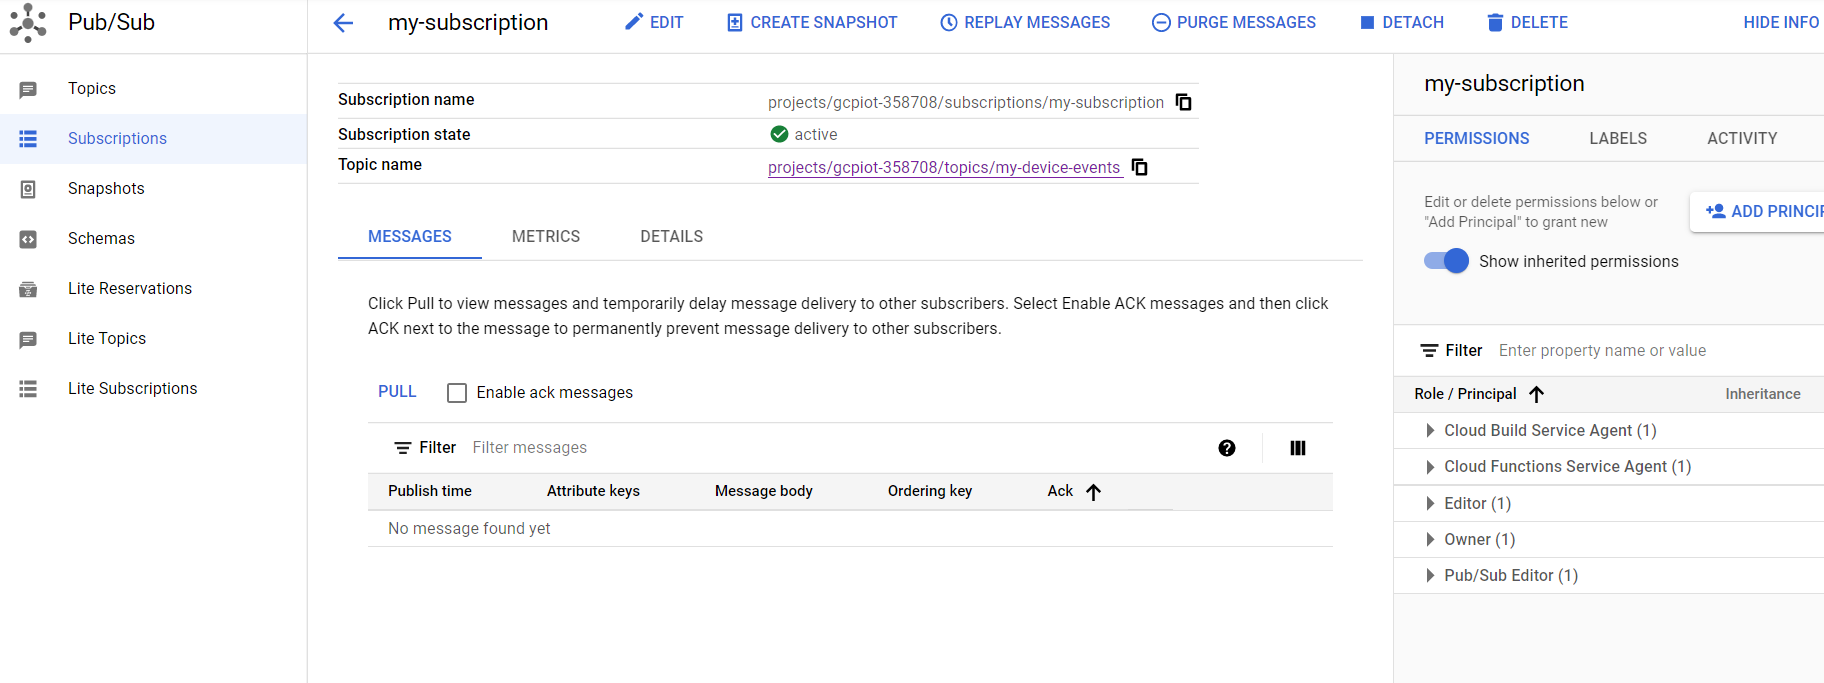 Pub/Sub
my-subscription
EDIT
CREATE SNAPSHOT
REPLAY MESSAGES
PURGE MESSAGES
DETACH
DELETE
HIDE INFO
Topics
Subscriptions
Snapshots
Schemas
Lite Reservations
Lite Topics
Lite Subscriptions
Subscription name projects/gcpiot-358708/subscriptions/my-subscription
Subscription state active
Topic name projects/gcpiot-358708/topics/my-device-events
MESSAGES METRICS DETAILS
Click Pull to view messages and temporarily delay message delivery to other subscribers. Select Enable ACK messages and then click
ACK next to the message to permanently prevent message delivery to other subscribers.
PULL Enable ack messages
Filter Filter messages
Publish time Attribute keys Message body Ordering key Ack
No message found yet
my-subscription
PERMISSIONS LABELS ACTIVITY
Edit or delete permissions below or
"Add Principal" to grant new
ADD PRINCI
Show inherited permissions
Filter Enter property name or value
Role / Principal Inheritance
Cloud Build Service Agent (1)
Cloud Functions Service Agent (1)
Editor (1)
Owner (1)
Pub/Sub Editor (1)